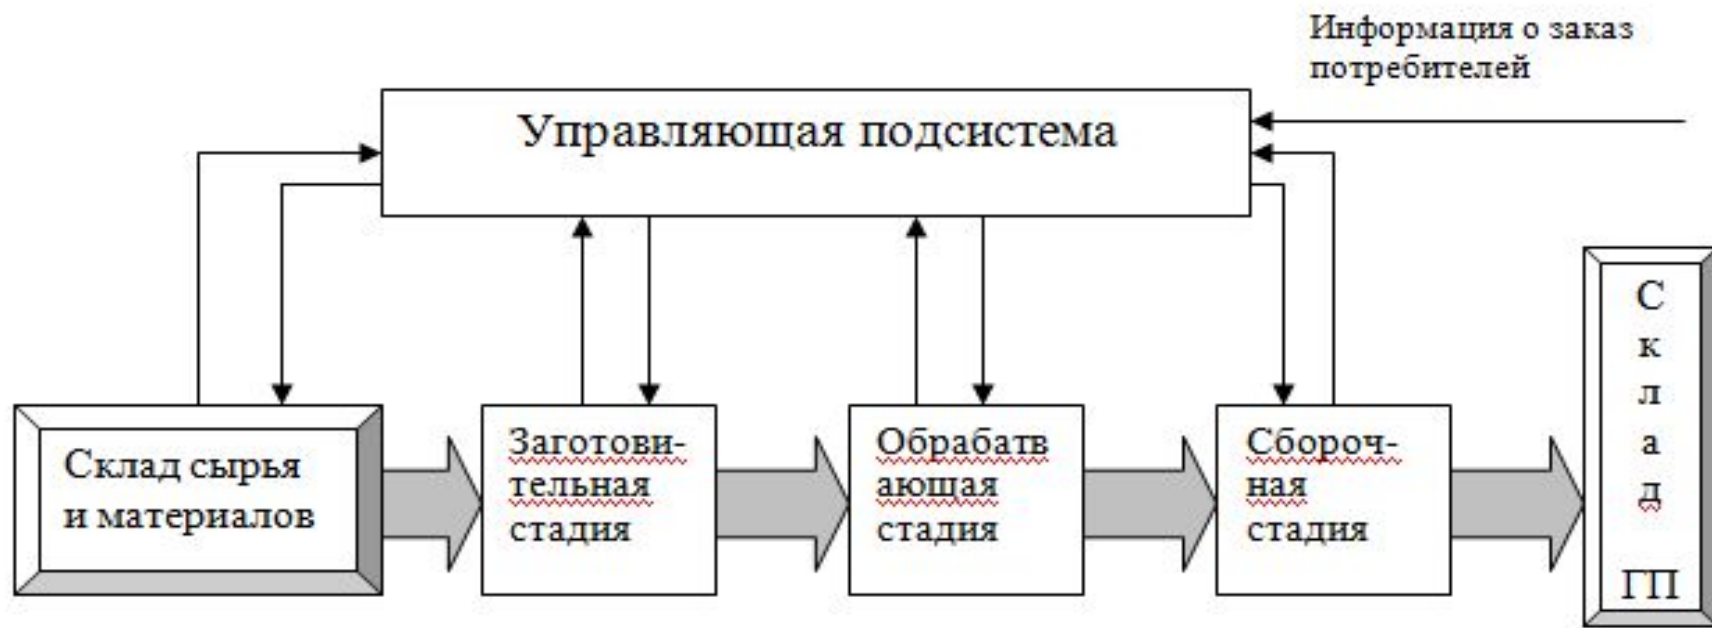 Информация о заказ
потребителей
Управляющая подсистема
Склад сырья
и материалов
Заготови-
тельная
стадия
Обрабатв
ающая
стадия
Сбороч-
ная
стадия
С
к
л
а
д
ГП